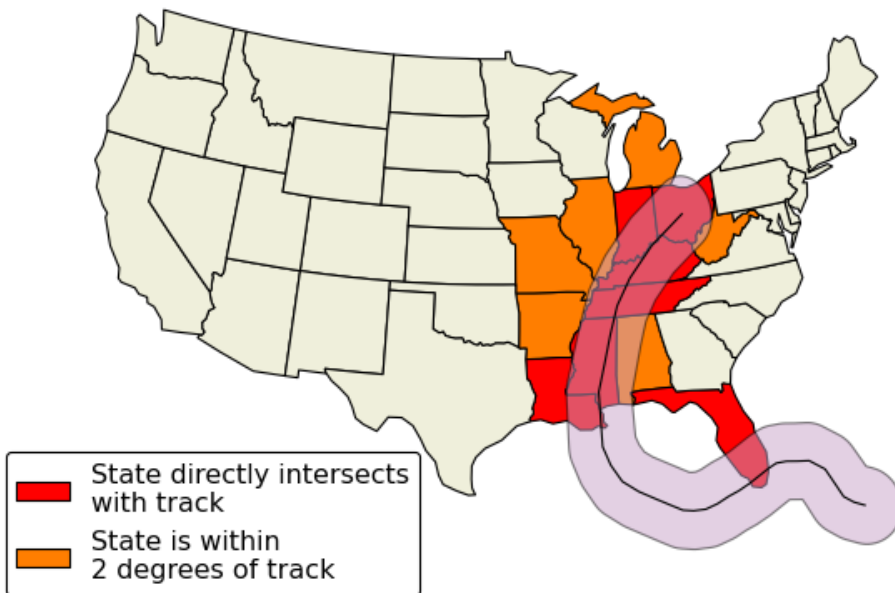 State directly intersects
with track
State is within
2 degrees of track